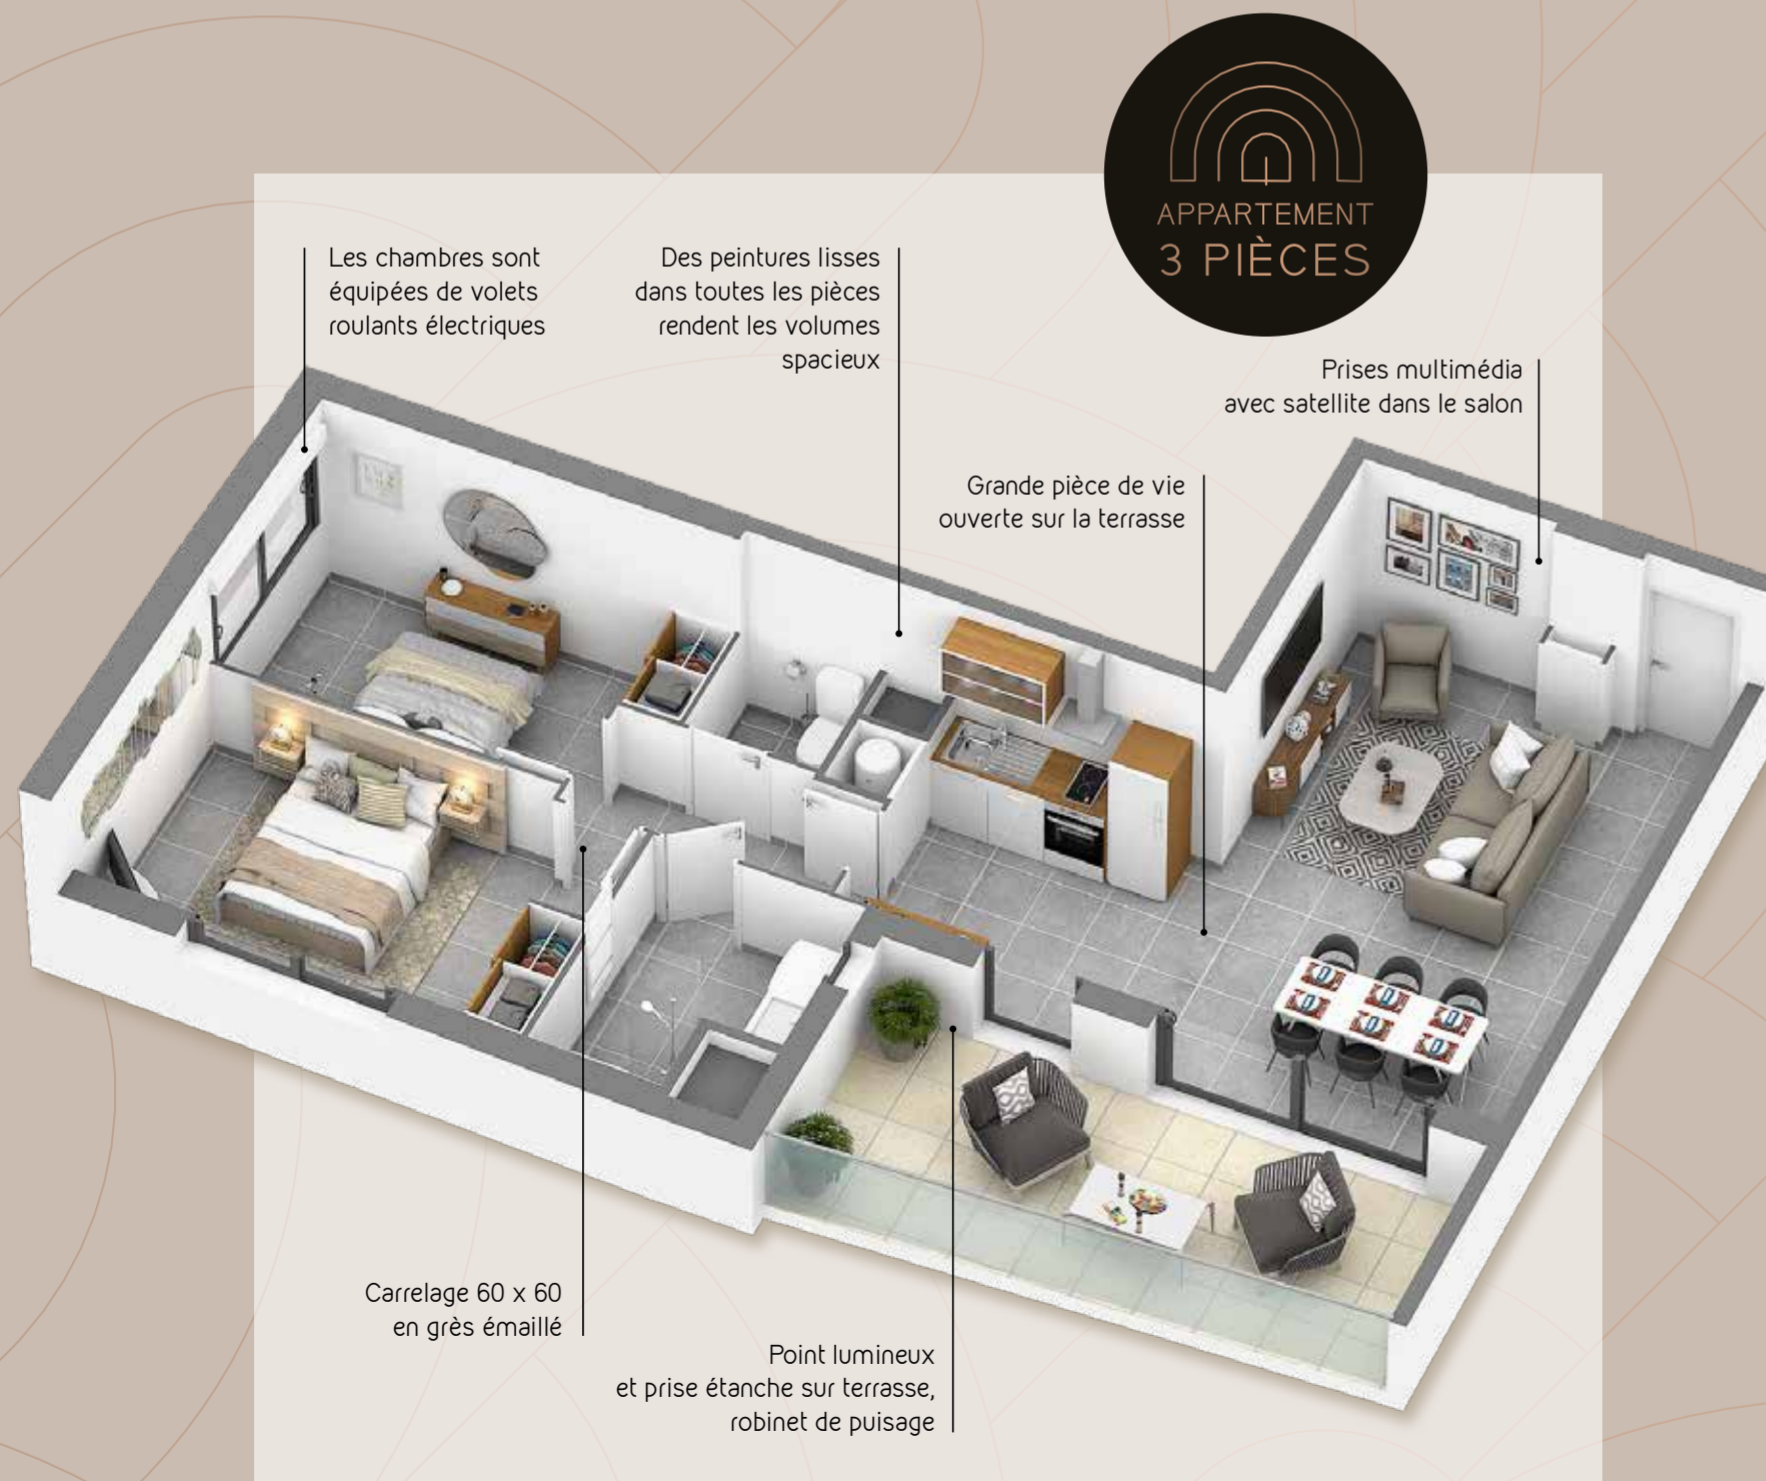 APPARTEMENT
3 PIÈCES
Les chambres sont
équipées de volets
roulants électriques
Des peintures lisses
dans toutes les pièces
rendent les volumes
spacieux
Prises multimédia
avec satellite dans le salon
Grande pièce de vie
ouverte sur la terrasse
Carrelage 60 x 60
en grès émaillé
Point lumineux
et prise étanche sur terrasse,
robinet de puisage